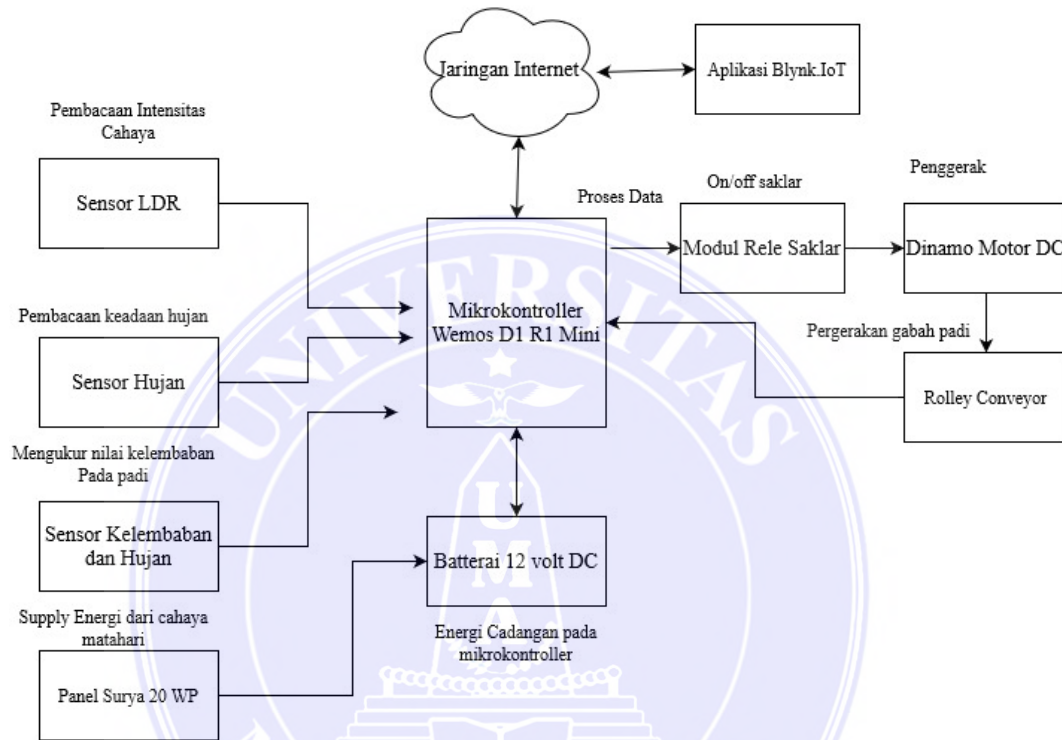 Jaringan Internet
Aplikasi Blynk.IoT
Pembacaan Intensitas
Cahaya
Sensor LDR
Proses Data
On/off saklar
Modul Rele Saklar
Penggerak
Dinamo Motor DC
Pembacaan keadaan hujan
Sensor Hujan
Mikrokontroller
Wemos D1 R1 Mini
Pergerakan gabah padi
Rolley Conveyor
Mengukur nilai kelembaban
Pada padi
Sensor Kelembaban
dan Hujan
Batterai 12 volt DC
Energi Cadangan pada
mikrokontroller
Supply Energi dari cahaya
matahari
Panel Surya 20 WP
UNIVERSITAS
U
M
A